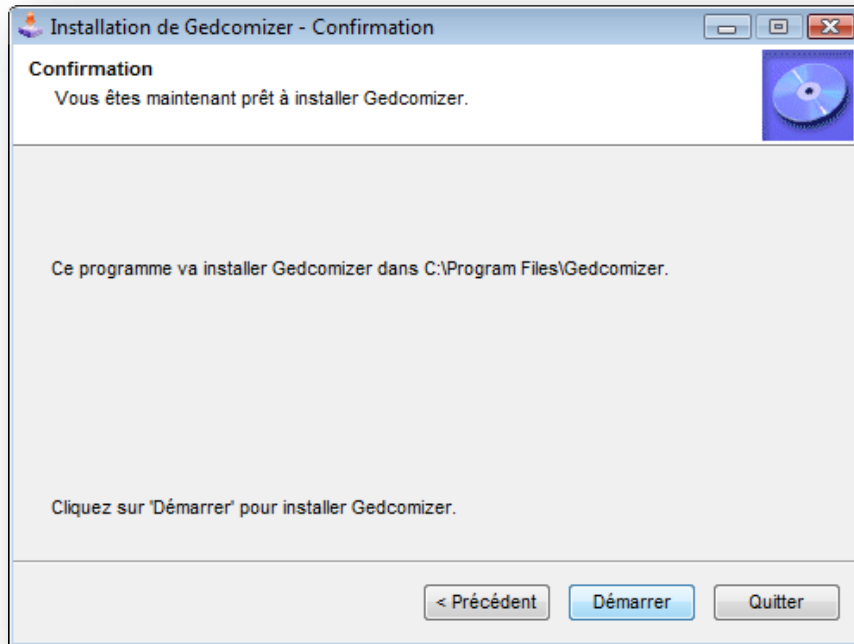 Installation de Gedcomizer - Confirmation
Confirmation
Vous êtes maintenant prêt à installer Gedcomizer.
Ce programme va installer Gedcomizer dans C:\Program Files\Gedcomizer.
Cliquez sur 'Démarrer' pour installer Gedcomizer.
< Précédent Démarrer Quitter